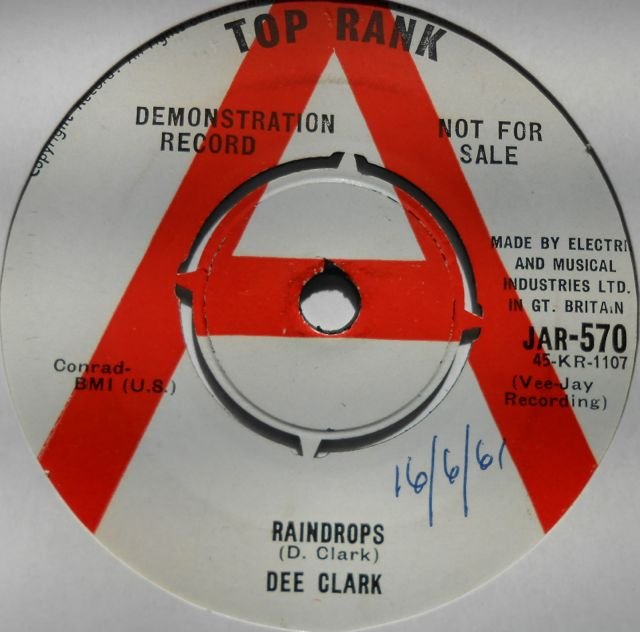 TOP RANK
DEMONSTRATION
RECORD
NOT FOR
SALE
Copyright
MADE BY ELECTRI
AND MUSICAL
INDUSTRIES LTD.
IN GT. BRITAIN
JAR-570
45-KR-1107
(Vee-Jay
Recording)
Conrad-
BMI (U.S.)
16/6/61
RAINDROPS
(D. Clark)
DEE CLARK
A